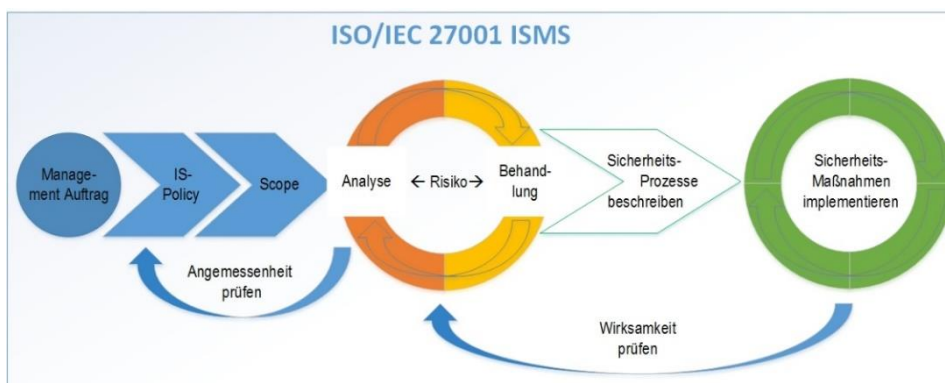 ISO/IEC 27001 ISMS
Manage-
ment Auftrag
IS-
Policy
Scope
Analyse
← Risiko→
Behand-
lung
Sicherheits-
Prozesse
beschreiben
Sicherheits-
Maßnahmen
implementieren
Angemessenheit
prüfen
Wirksamkeit
prüfen